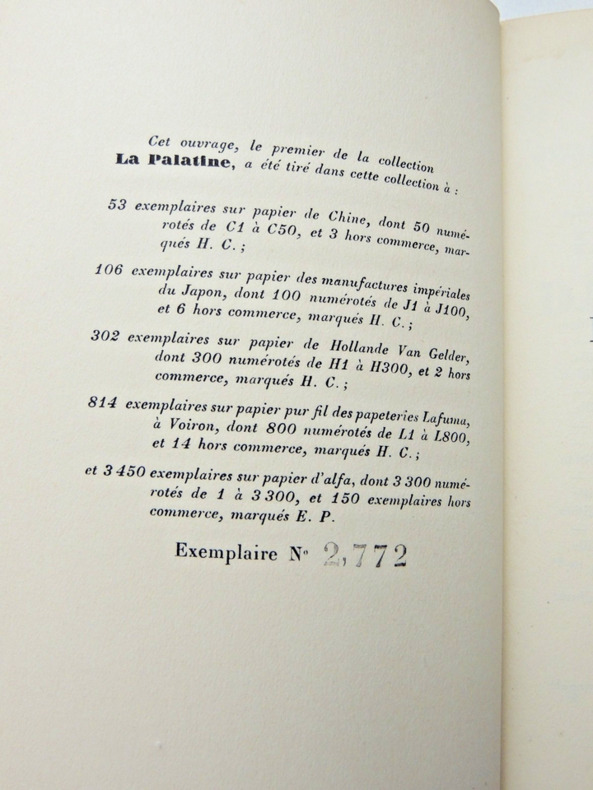 Cet ouvrage, le premier de la collection
La Palatine, a été tiré dans cette collection à :
53 exemplaires sur papier de Chine, dont 50 numé-
rotés de C1 à C50, et 3 hors commerce, mar-
qués H. C. ;
106 exemplaires sur papier des manufactures impériales
du Japon, dont 100 numérotés de J1 à J100,
et 6 hors commerce, marqués H. C. ;
302 exemplaires sur papier de Hollande Van Gelder,
dont 300 numérotés de H1 à H300, et 2 hors
commerce, marqués H. C. ;
814 exemplaires sur papier pur fil des papeteries Lafuma,
à Voiron, dont 800 numérotés de L1 à L800,
et 14 hors commerce, marqués H. C. ;
et 3 450 exemplaires sur papier d'alfa, dont 3 300 numé-
rotés de 1 à 3 300, et 150 exemplaires hors
commerce, marqués E. P.
Exemplaire N° 2,772